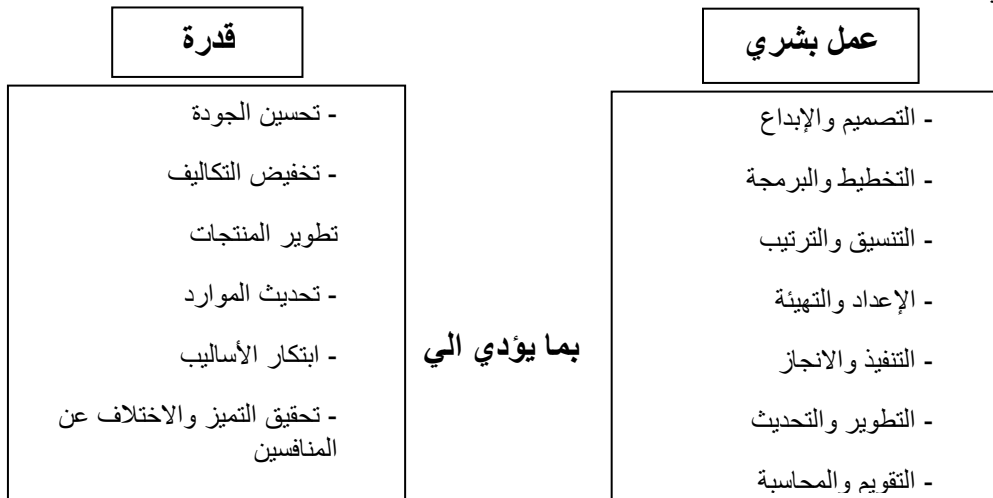 عمل بشري
- التصميم والإبداع
- التخطيط والبرمجة
- التنسيق والترتيب
- الإعداد والتهيئة
- التنفيذ والانجاز
- التطوير والتحديث
- التقويم والمحاسبة
بما يؤدي الي
قدرة
- تحسين الجودة
- تخفيض التكاليف
تطوير المنتجات
- تحديث الموارد
- ابتكار الأساليب
- تحقيق التميز والاختلاف عن
المنافسين